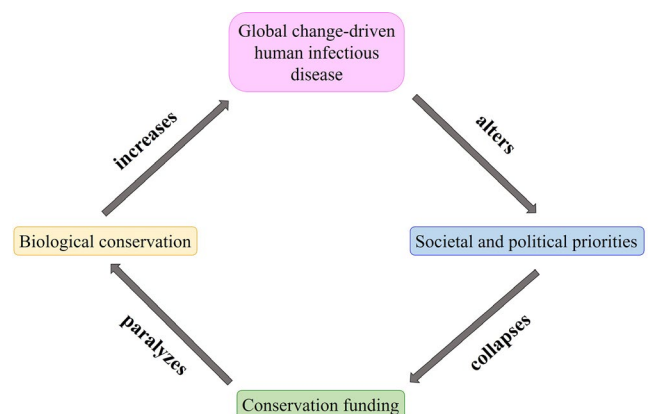 Global change-driven
human infectious
disease
increases
alters
Biological conservation
Societal and political priorities
paralyzes
collapses
Conservation funding